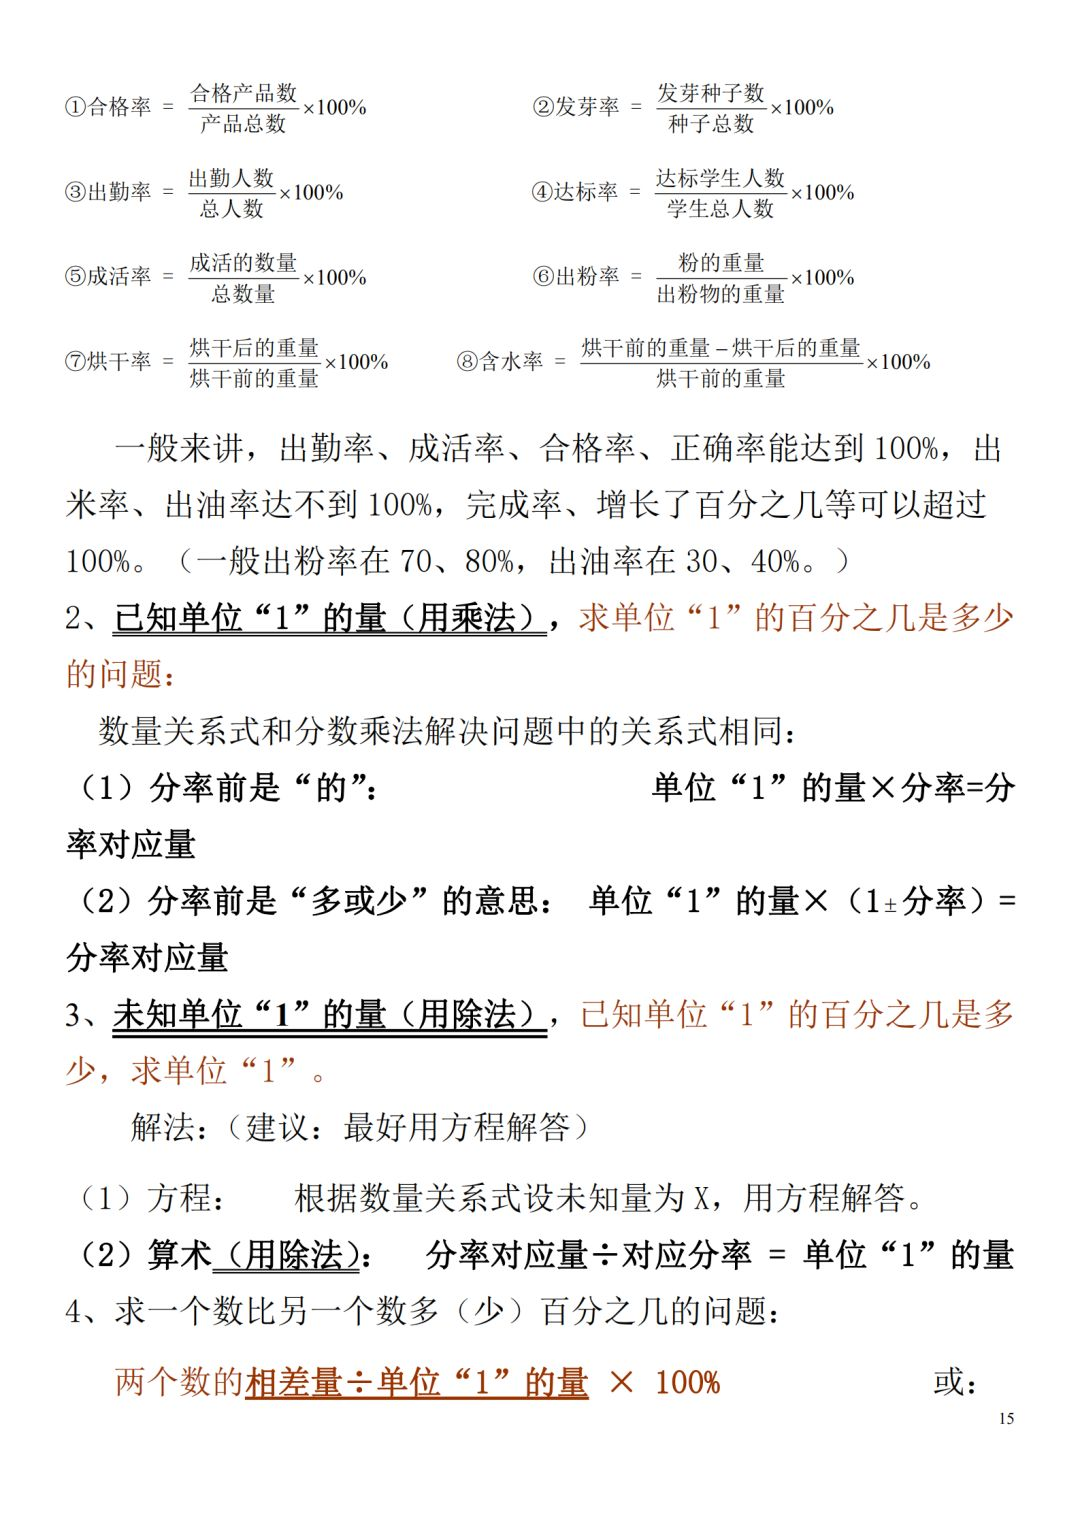 ①合格率 = 合格产品数/产品总数 ×100% ②发芽率 = 发芽种子数/种子总数 ×100%
③出勤率 = 出勤人数/总人数 ×100% ④达标率 = 达标学生人数/学生总人数 ×100%
⑤成活率 = 成活的数量/总数量 ×100% ⑥出粉率 = 粉的重量/出粉物的重量 ×100%
⑦烘干率 = 烘干后的重量/烘干前的重量 ×100% ⑧含水率 = 烘干前的重量－烘干后的重量/烘干前的重量 ×100%
一般来讲，出勤率、成活率、合格率、正确率能达到 100%，出
米率、出油率达不到 100%，完成率、增长了百分之几等可以超过
100%。（一般出粉率在 70、80%，出油率在 30、40%。）
2、已知单位“1”的量（用乘法），求单位“1”的百分之几是多少
的问题：
数量关系式和分数乘法解决问题中的关系式相同：
（1）分率前是“的”： 单位“1”的量×分率=分
率对应量
（2）分率前是“多或少”的意思： 单位“1”的量×（1±分率）=
分率对应量
3、未知单位“1”的量（用除法），已知单位“1”的百分之几是多
少，求单位“1”。
解法：（建议：最好用方程解答）
（1）方程： 根据数量关系式设未知量为 X，用方程解答。
（2）算术（用除法）： 分率对应量÷对应分率 = 单位“1”的量
4、求一个数比另一个数多（少）百分之几的问题：
两个数的相差量÷单位“1”的量 × 100% 或：
15